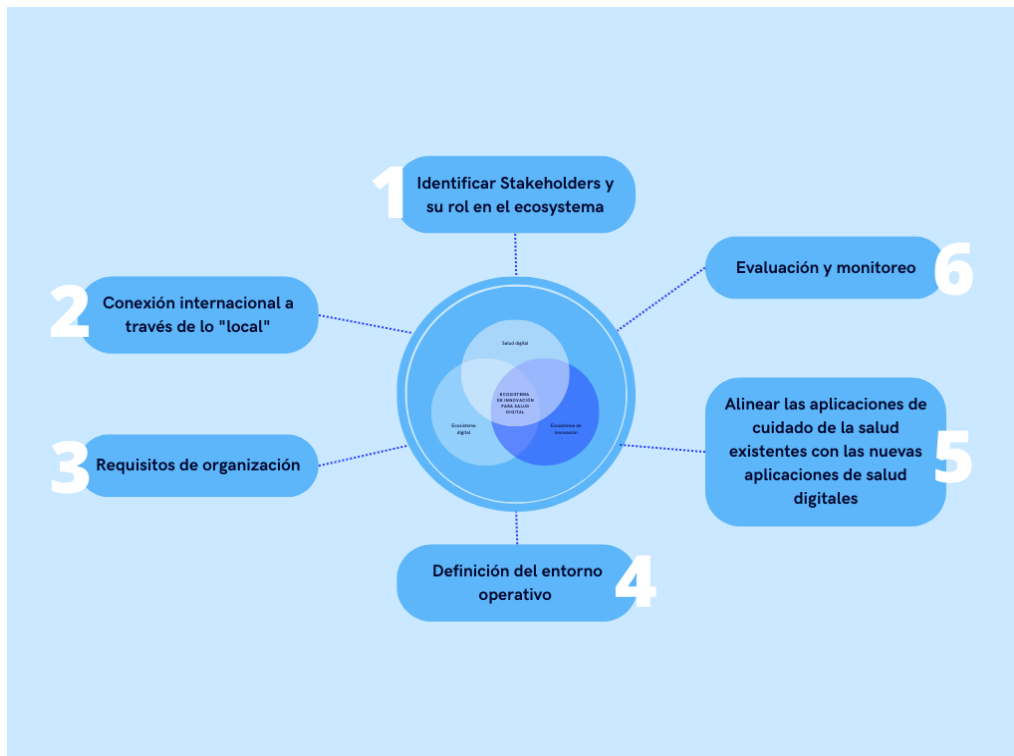 1
Identificar Stakeholders y
su rol en el ecosystema
2
Conexión internacional a
través de lo "local"
3
Requisitos de organización
4
Definición del entorno
operativo
5
Alinear las aplicaciones de
cuidado de la salud
existentes con las nuevas
aplicaciones de salud
digitales
6
Evaluación y monitoreo
Salud digital
ECOSISTEMA
DE INNOVACIÓN
PARA SALUD
DIGITAL
Ecosistema
digital
Ecosistema de
innovación